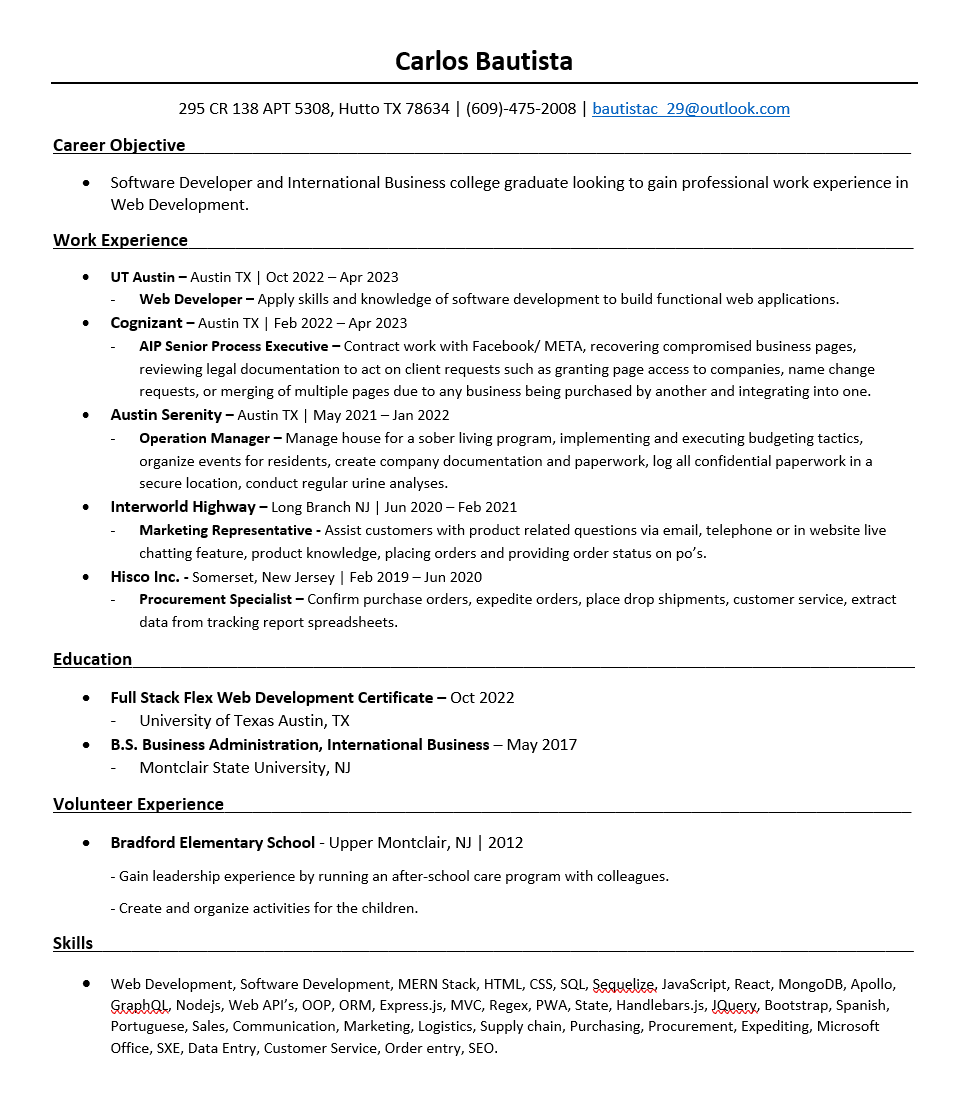 Carlos Bautista
295 CR 138 APT 5308, Hutto TX 78634 | (609)-475-2008 | bautistac_29@outlook.com
Career Objective
• Software Developer and International Business college graduate looking to gain professional work experience in
Web Development.
Work Experience
• UT Austin – Austin TX | Oct 2022 – Apr 2023
- Web Developer – Apply skills and knowledge of software development to build functional web applications.
• Cognizant – Austin TX | Feb 2022 – Apr 2023
- AIP Senior Process Executive – Contract work with Facebook/ META, recovering compromised business pages,
reviewing legal documentation to act on client requests such as granting page access to companies, name change
requests, or merging of multiple pages due to any business being purchased by another and integrating into one.
• Austin Serenity – Austin TX | May 2021 – Jan 2022
- Operation Manager – Manage house for a sober living program, implementing and executing budgeting tactics,
organize events for residents, create company documentation and paperwork, log all confidential paperwork in a
secure location, conduct regular urine analyses.
• Interworld Highway – Long Branch NJ | Jun 2020 – Feb 2021
- Marketing Representative - Assist customers with product related questions via email, telephone or in website live
chatting feature, product knowledge, placing orders and providing order status on po’s.
• Hisco Inc. - Somerset, New Jersey | Feb 2019 – Jun 2020
- Procurement Specialist – Confirm purchase orders, expedite orders, place drop shipments, customer service, extract
data from tracking report spreadsheets.
Education
• Full Stack Flex Web Development Certificate – Oct 2022
- University of Texas Austin, TX
• B.S. Business Administration, International Business – May 2017
- Montclair State University, NJ
Volunteer Experience
• Bradford Elementary School - Upper Montclair, NJ | 2012
- Gain leadership experience by running an after-school care program with colleagues.
- Create and organize activities for the children.
Skills
• Web Development, Software Development, MERN Stack, HTML, CSS, SQL, Sequelize, JavaScript, React, MongoDB, Apollo,
GraphQL, Nodejs, Web API’s, OOP, ORM, Express.js, MVC, Regex, PWA, State, Handlebars.js, JQuery, Bootstrap, Spanish,
Portuguese, Sales, Communication, Marketing, Logistics, Supply chain, Purchasing, Procurement, Expediting, Microsoft
Office, SXE, Data Entry, Customer Service, Order entry, SEO.